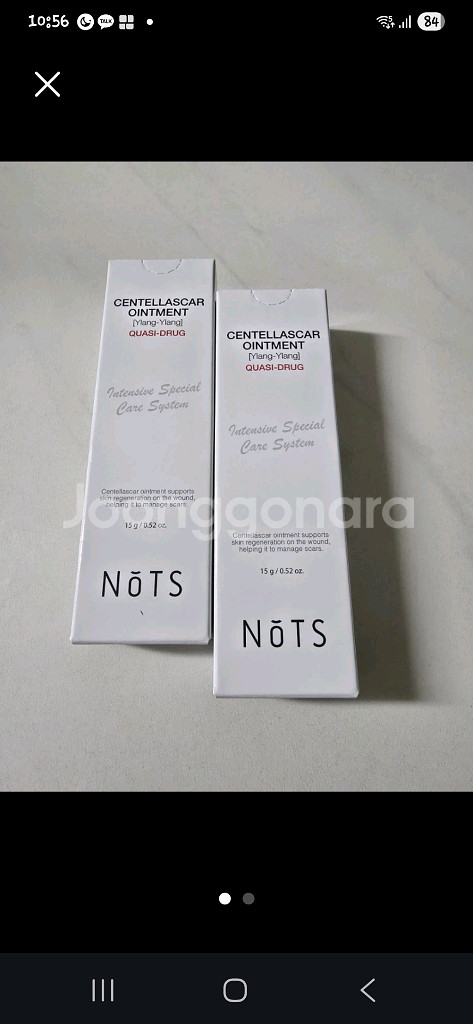 10:56
TALK
84
CENTELLASCAR
OINTMENT
[Ylang-Ylang]
QUASI-DRUG
Intensive Special
Care System
Centellascar ointment supports
skin regeneration on the wound,
helping it to manage scars.
15 g / 0.52 oz.
NŏTS
CENTELLASCAR
OINTMENT
[Ylang-Ylang]
QUASI-DRUG
Intensive Special
Care System
Centellascar ointment supports
skin regeneration on the wound,
helping it to manage scars.
15 g / 0.52 oz.
NŏTS
Joonggonara